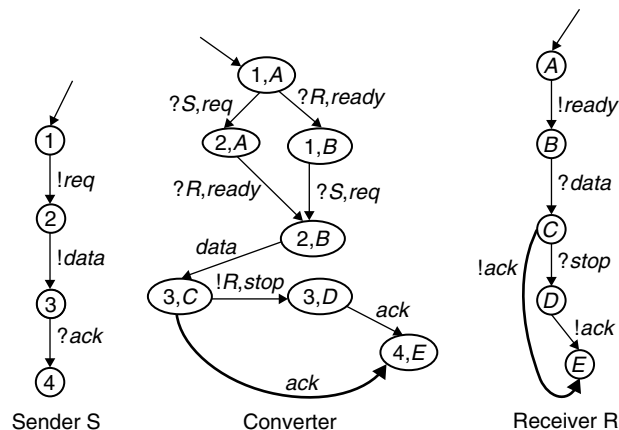 1
!req
2
!data
3
?ack
4
Sender S
1,A
?S,req
?R,ready
2,A
1,B
?R,ready
?S,req
2,B
data
3,C
!R,stop
3,D
ack
4,E
ack
Converter
A
!ready
B
?data
C
?stop
!ack
D
!ack
E
Receiver R